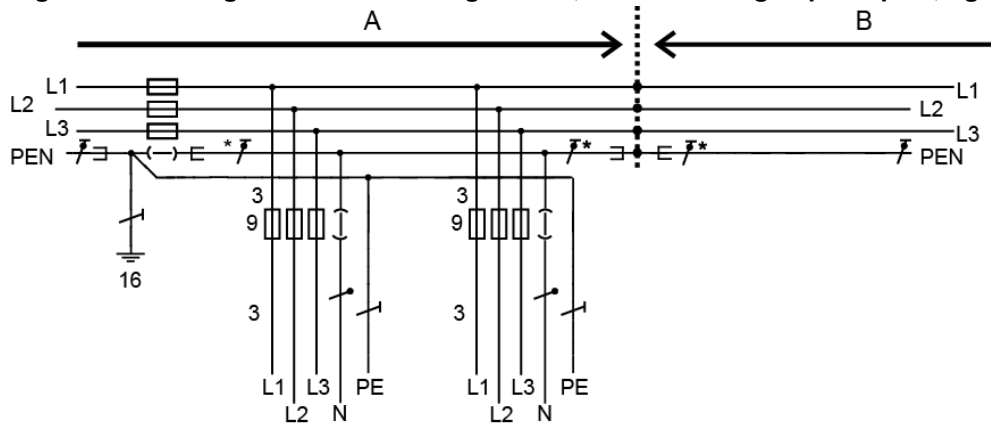 A B
L1 L1
L2 L2
L3 L3
PEN * * * PEN
3 3
9 9
16
3 3
L1 L3 PE L1 L3 PE
L2 N L2 N